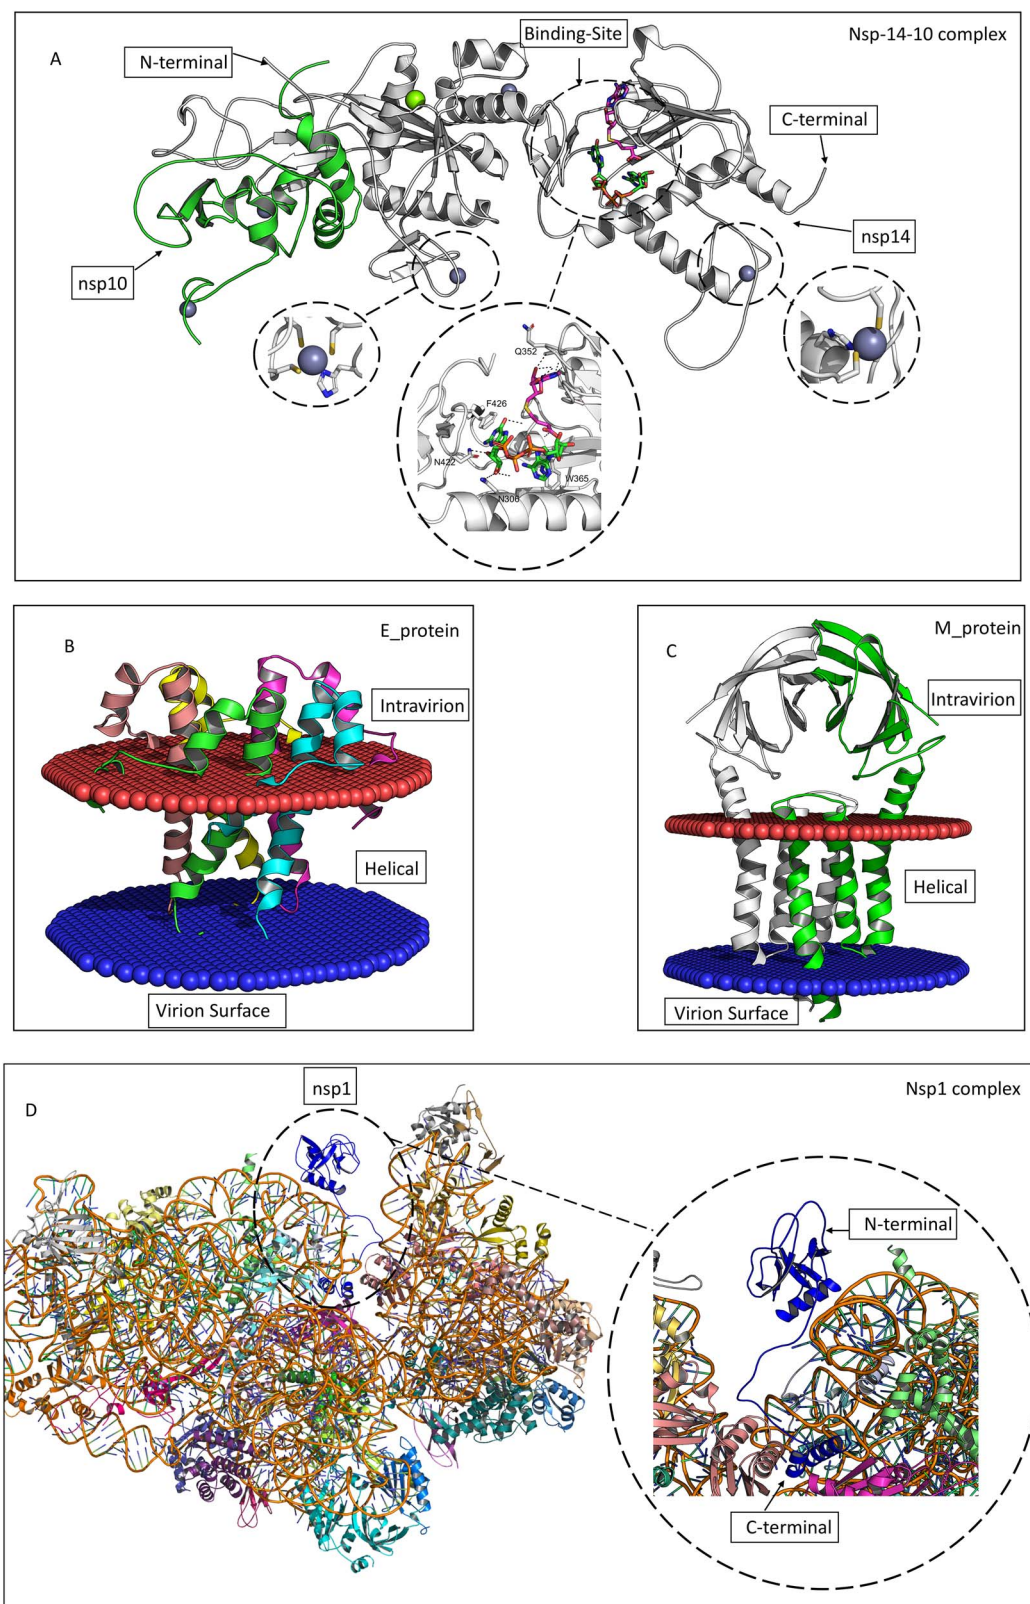 A
Nsp-14-10 complex
Binding-Site
N-terminal
C-terminal
nsp14
nsp10
Q352
F426
N422
W365
N306
B
E_protein
Intravirion
Helical
Virion Surface
C
M_protein
Intravirion
Helical
Virion Surface
D
nsp1
Nsp1 complex
N-terminal
C-terminal